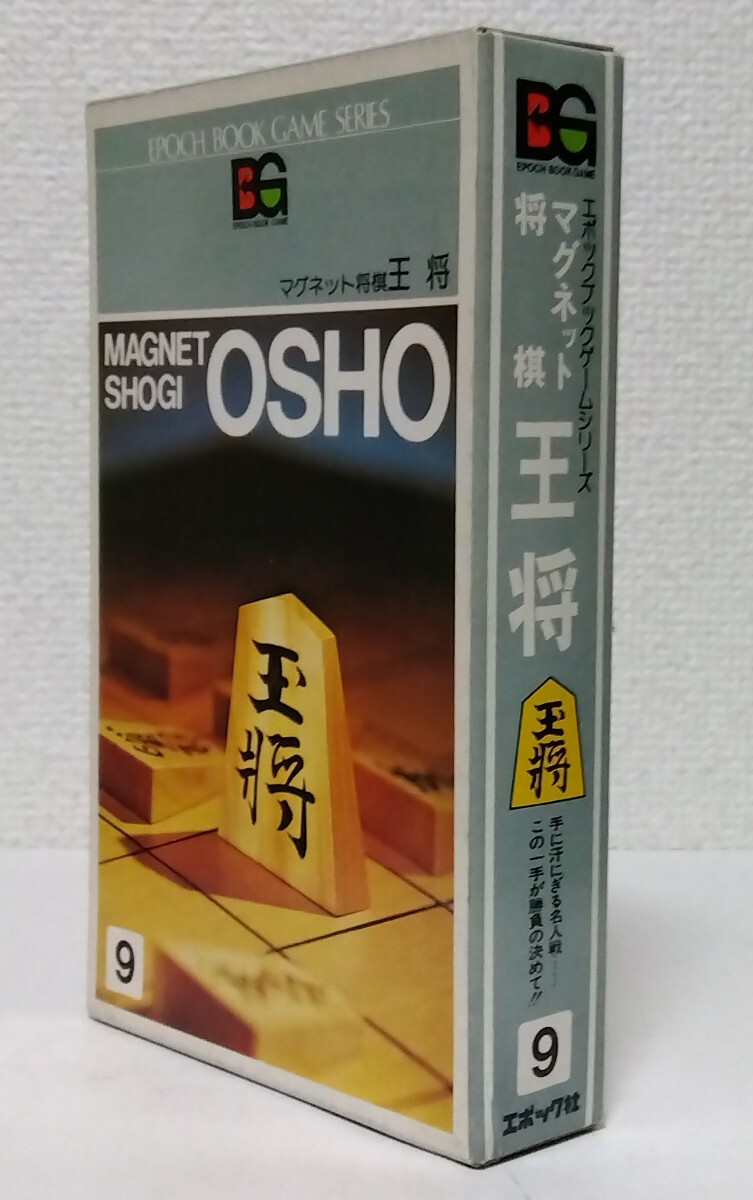 EPOCH BOOK GAME SERIES
BG
EPOCH BOOK GAME
マグネット将棋王将
MAGNET
SHOGI
OSHO
玉将
9
BG
EPOCH BOOK GAME
エポックブックゲームシリーズ
マグネット
将棋
王将
玉将
手に汗にぎる名人戦……
この一手が勝負の決めて!!
9
エポック社